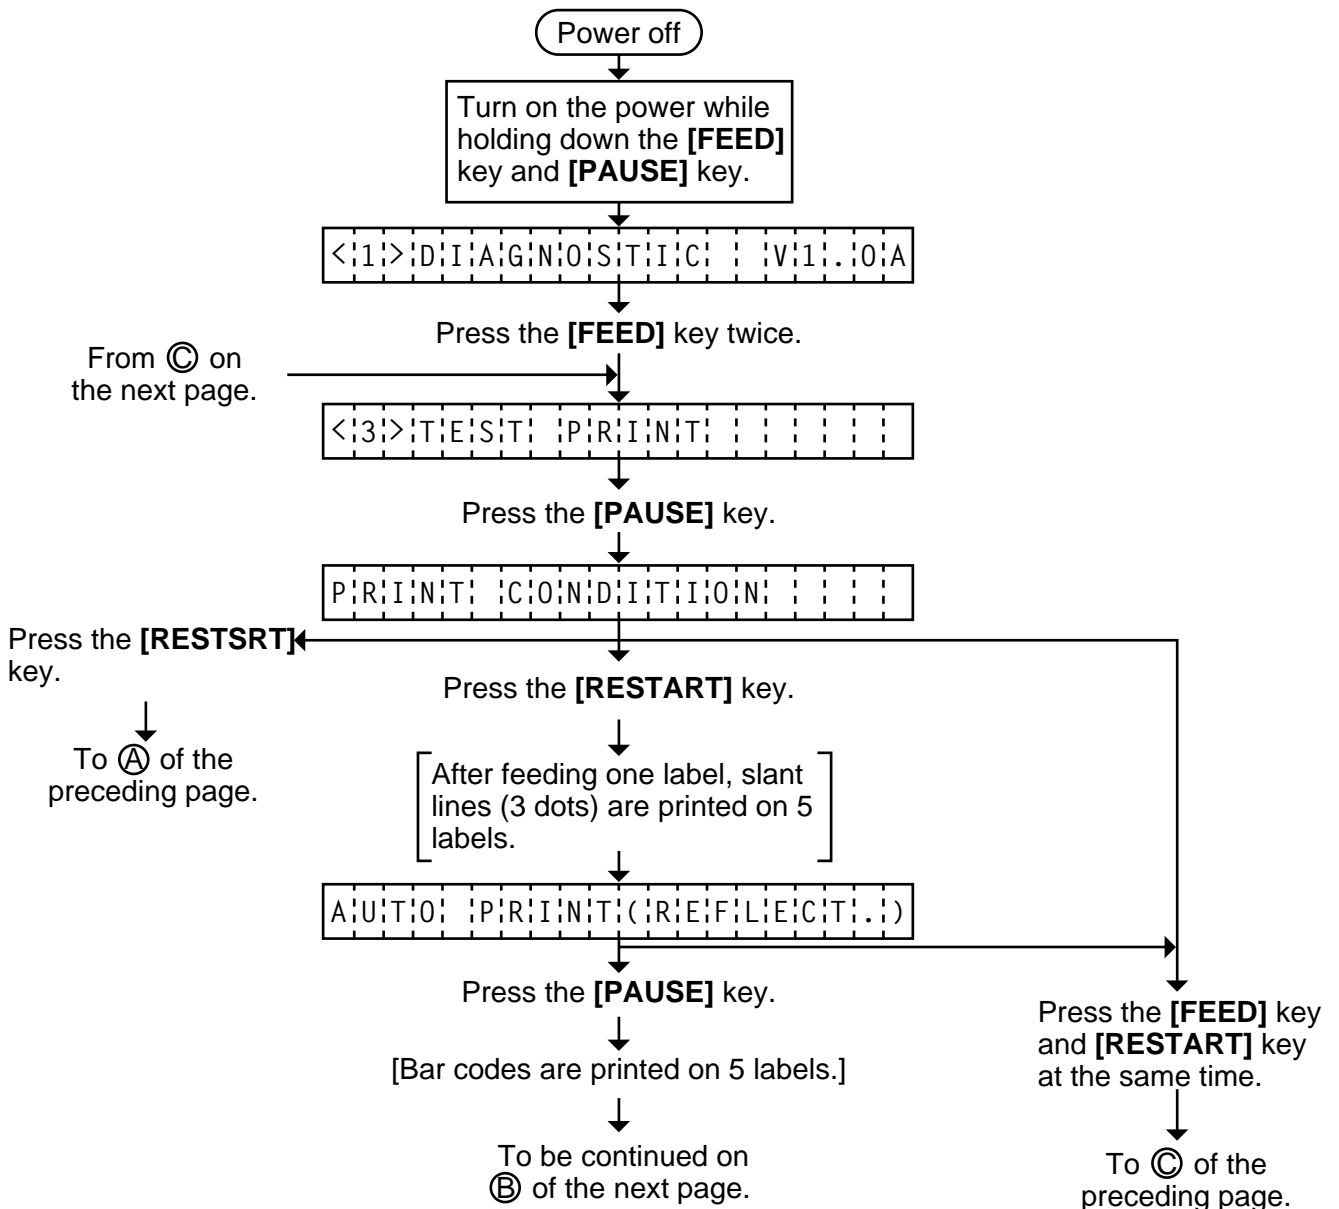 Power off
Turn on the power while
holding down the [FEED]
key and [PAUSE] key.
<1>DIAGNOSTIC  V1.0A
Press the [FEED] key twice.
From Ⓒ on
the next page.
<3>TEST PRINT
Press the [PAUSE] key.
PRINT CONDITION
Press the [RESTSRT]
key.
To Ⓐ of the
preceding page.
Press the [RESTART] key.
After feeding one label, slant
lines (3 dots) are printed on 5
labels.
AUTO PRINT(REFLECT.)
Press the [PAUSE] key.
[Bar codes are printed on 5 labels.]
To be continued on
Ⓑ of the next page.
Press the [FEED] key
and [RESTART] key
at the same time.
To Ⓒ of the
preceding page.